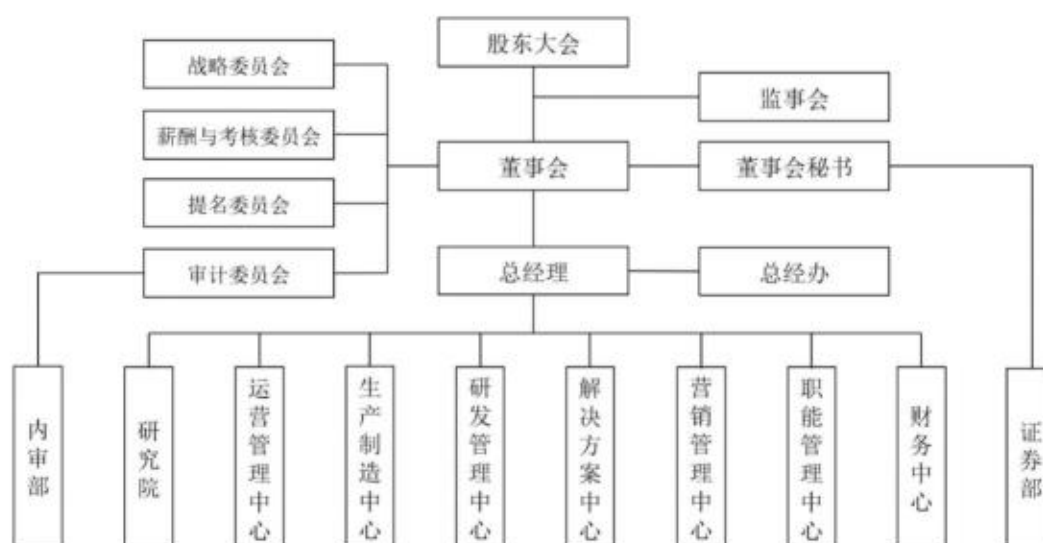 股东大会
战略委员会
监事会
薪酬与考核委员会
董事会
董事会秘书
提名委员会
审计委员会
总经理
总经办
内审部
研究院
运营管理中心
生产制造中心
研发管理中心
解决方案中心
营销管理中心
职能管理中心
财务中心
证券部